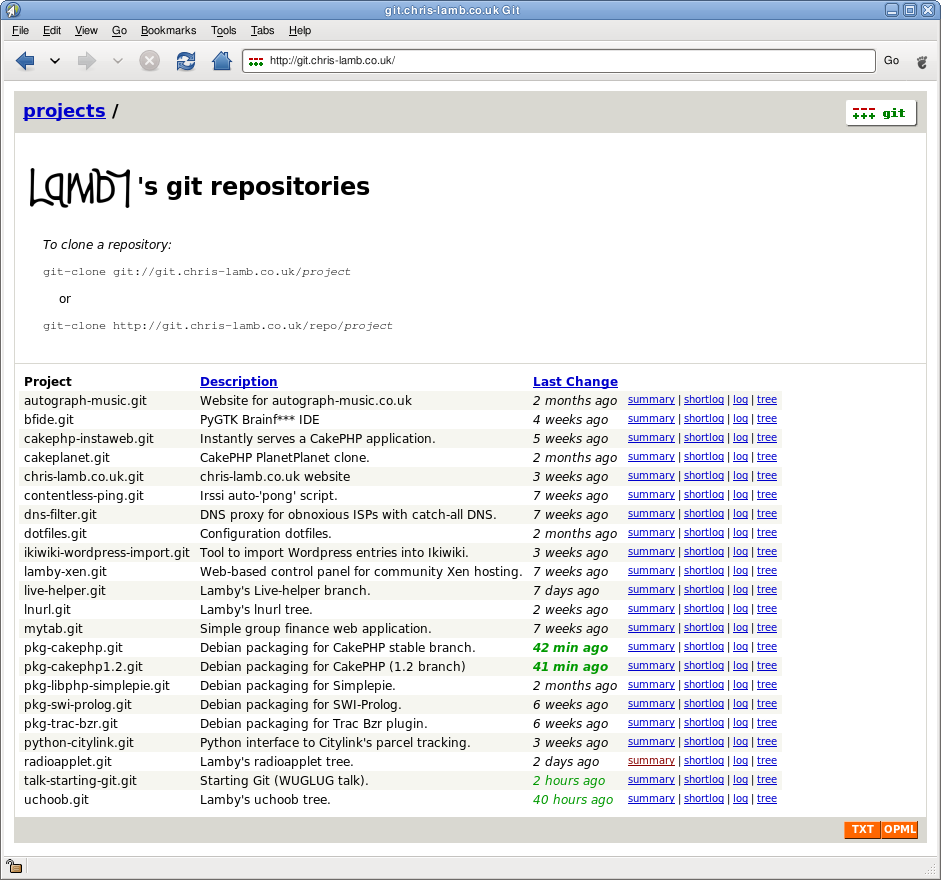 git.chris-lamb.co.uk Git
File Edit View Go Bookmarks Tools Tabs Help
http://git.chris-lamb.co.uk/ Go
projects / git
Lamby's git repositories
To clone a repository:
git-clone git://git.chris-lamb.co.uk/project
or
git-clone http://git.chris-lamb.co.uk/repo/project
Project Description Last Change
autograph-music.git Website for autograph-music.co.uk 2 months ago summary | shortlog | log | tree
bfide.git PyGTK Brainf*** IDE 4 weeks ago summary | shortlog | log | tree
cakephp-instaweb.git Instantly serves a CakePHP application. 5 weeks ago summary | shortlog | log | tree
cakeplanet.git CakePHP PlanetPlanet clone. 2 months ago summary | shortlog | log | tree
chris-lamb.co.uk.git chris-lamb.co.uk website 3 weeks ago summary | shortlog | log | tree
contentless-ping.git Irssi auto-'pong' script. 7 weeks ago summary | shortlog | log | tree
dns-filter.git DNS proxy for obnoxious ISPs with catch-all DNS. 7 weeks ago summary | shortlog | log | tree
dotfiles.git Configuration dotfiles. 2 months ago summary | shortlog | log | tree
ikiwiki-wordpress-import.git Tool to import Wordpress entries into Ikiwiki. 3 weeks ago summary | shortlog | log | tree
lamby-xen.git Web-based control panel for community Xen hosting. 7 weeks ago summary | shortlog | log | tree
live-helper.git Lamby's Live-helper branch. 7 days ago summary | shortlog | log | tree
lnurl.git Lamby's lnurl tree. 2 weeks ago summary | shortlog | log | tree
mytab.git Simple group finance web application. 7 weeks ago summary | shortlog | log | tree
pkg-cakephp.git Debian packaging for CakePHP stable branch. 42 min ago summary | shortlog | log | tree
pkg-cakephp1.2.git Debian packaging for CakePHP (1.2 branch) 41 min ago summary | shortlog | log | tree
pkg-libphp-simplepie.git Debian packaging for Simplepie. 2 months ago summary | shortlog | log | tree
pkg-swi-prolog.git Debian packaging for SWI-Prolog. 6 weeks ago summary | shortlog | log | tree
pkg-trac-bzr.git Debian packaging for Trac Bzr plugin. 6 weeks ago summary | shortlog | log | tree
python-citylink.git Python interface to Citylink's parcel tracking. 3 weeks ago summary | shortlog | log | tree
radioapplet.git Lamby's radioapplet tree. 2 days ago summary | shortlog | log | tree
talk-starting-git.git Starting Git (WUGLUG talk). 2 hours ago summary | shortlog | log | tree
uchoob.git Lamby's uchoob tree. 40 hours ago summary | shortlog | log | tree
TXT OPML